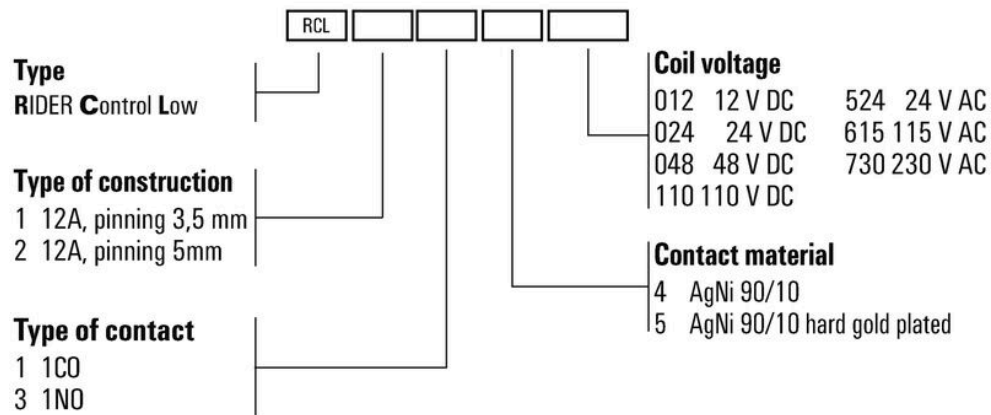 RCL
Type
RIDER Control Low
Type of construction
1 12A, pinning 3,5 mm
2 12A, pinning 5mm
Type of contact
1 1CO
3 1NO
Coil voltage
012 12 V DC 524 24 V AC
024 24 V DC 615 115 V AC
048 48 V DC 730 230 V AC
110 110 V DC
Contact material
4 AgNi 90/10
5 AgNi 90/10 hard gold plated